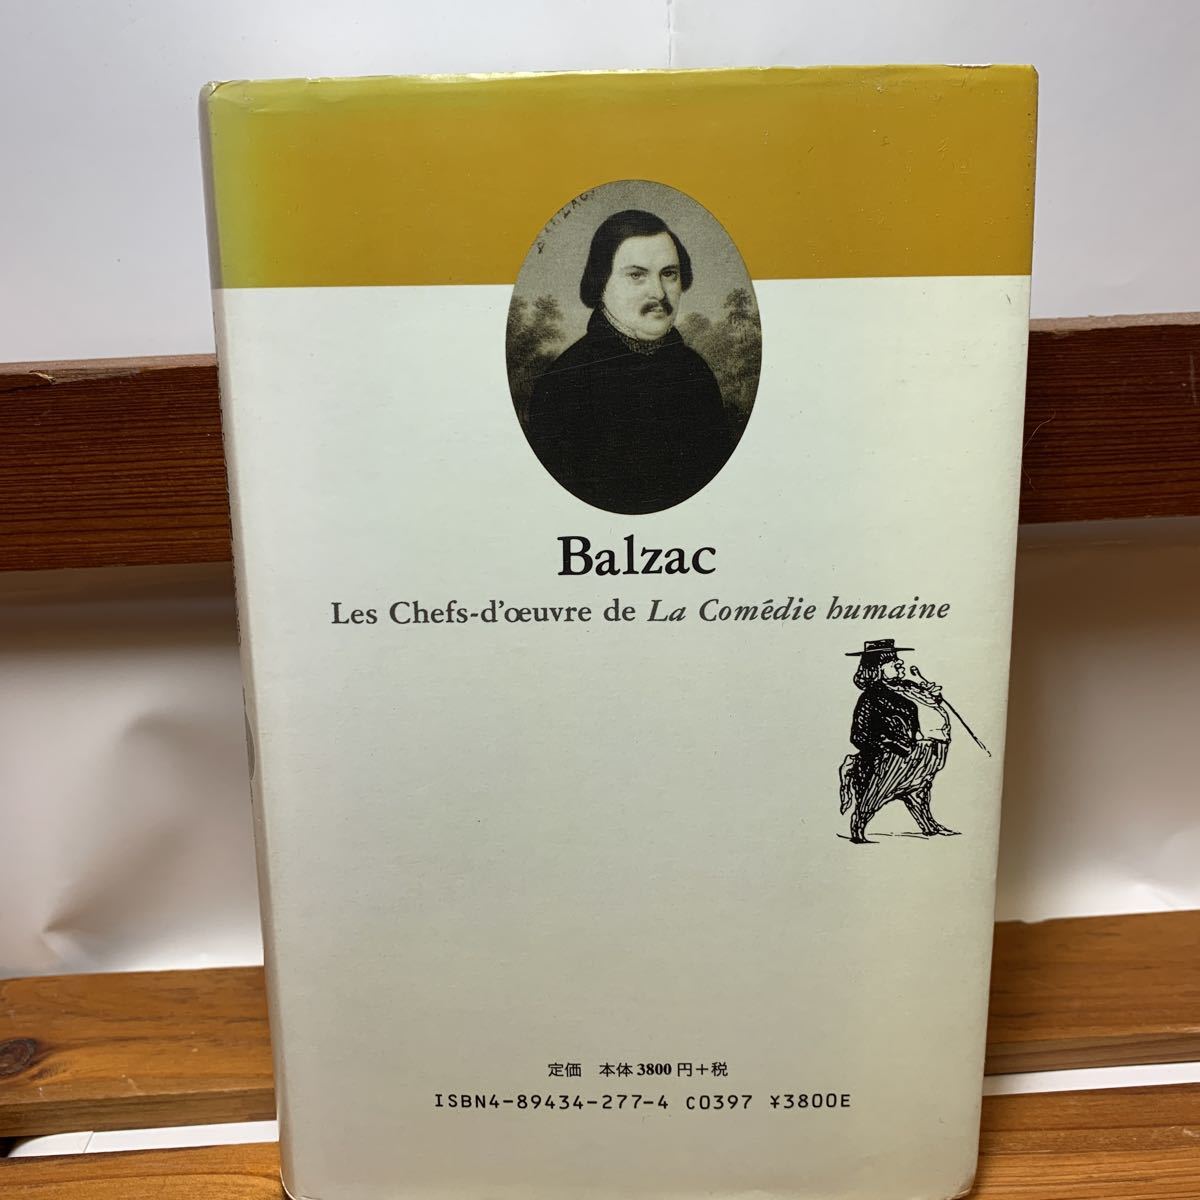 Balzac
Les Chefs-d'œuvre de La Comédie humaine
定価 本体3800円+税
ISBN4-89434-277-4 C0397 ¥3800E